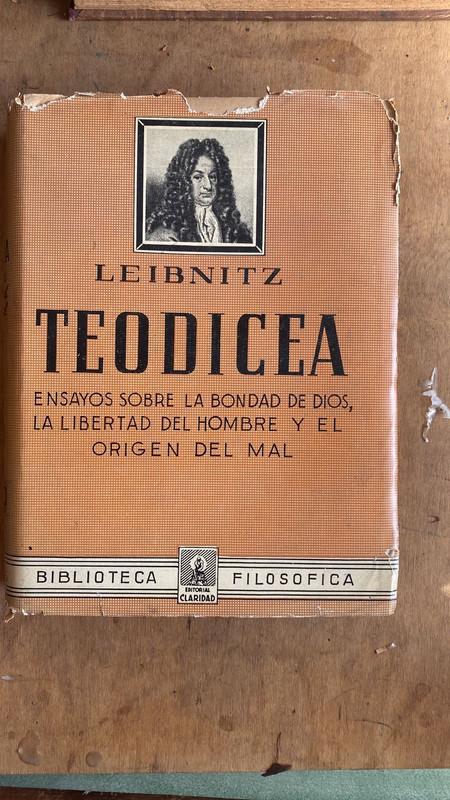 LEIBNITZ
TEODICEA
ENSAYOS SOBRE LA BONDAD DE DIOS,
LA LIBERTAD DEL HOMBRE Y EL
ORIGEN DEL MAL
BIBLIOTECA
EDITORIAL
CLARIDAD
FILOSOFICA